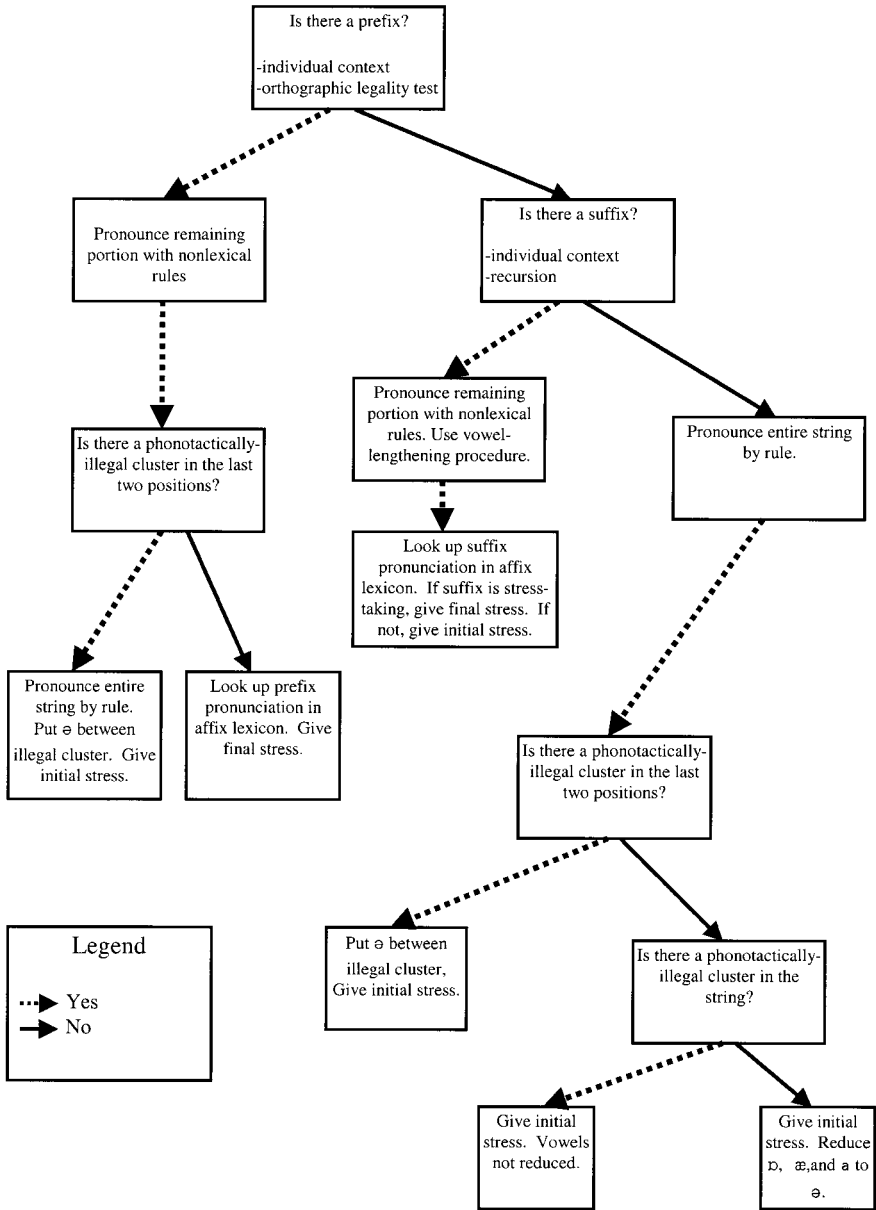 Is there a prefix?
-individual context
-orthographic legality test
Pronounce remaining
portion with nonlexical
rules
Is there a suffix?
-individual context
-recursion
Pronounce remaining
portion with nonlexical
rules. Use vowel-
lengthening procedure.
Pronounce entire string
by rule.
Is there a phonotactically-
illegal cluster in the last
two positions?
Look up suffix
pronunciation in affix
lexicon. If suffix is stress-
taking, give final stress. If
not, give initial stress.
Pronounce entire
string by rule.
Put ə between
illegal cluster. Give
initial stress.
Look up prefix
pronunciation in
affix lexicon. Give
final stress.
Is there a phonotactically-
illegal cluster in the last
two positions?
Put ə between
illegal cluster,
Give initial stress.
Is there a phonotactically-
illegal cluster in the
string?
Give initial
stress. Vowels
not reduced.
Give initial
stress. Reduce
ɒ, æ,and a to
ə.
Legend
Yes
No